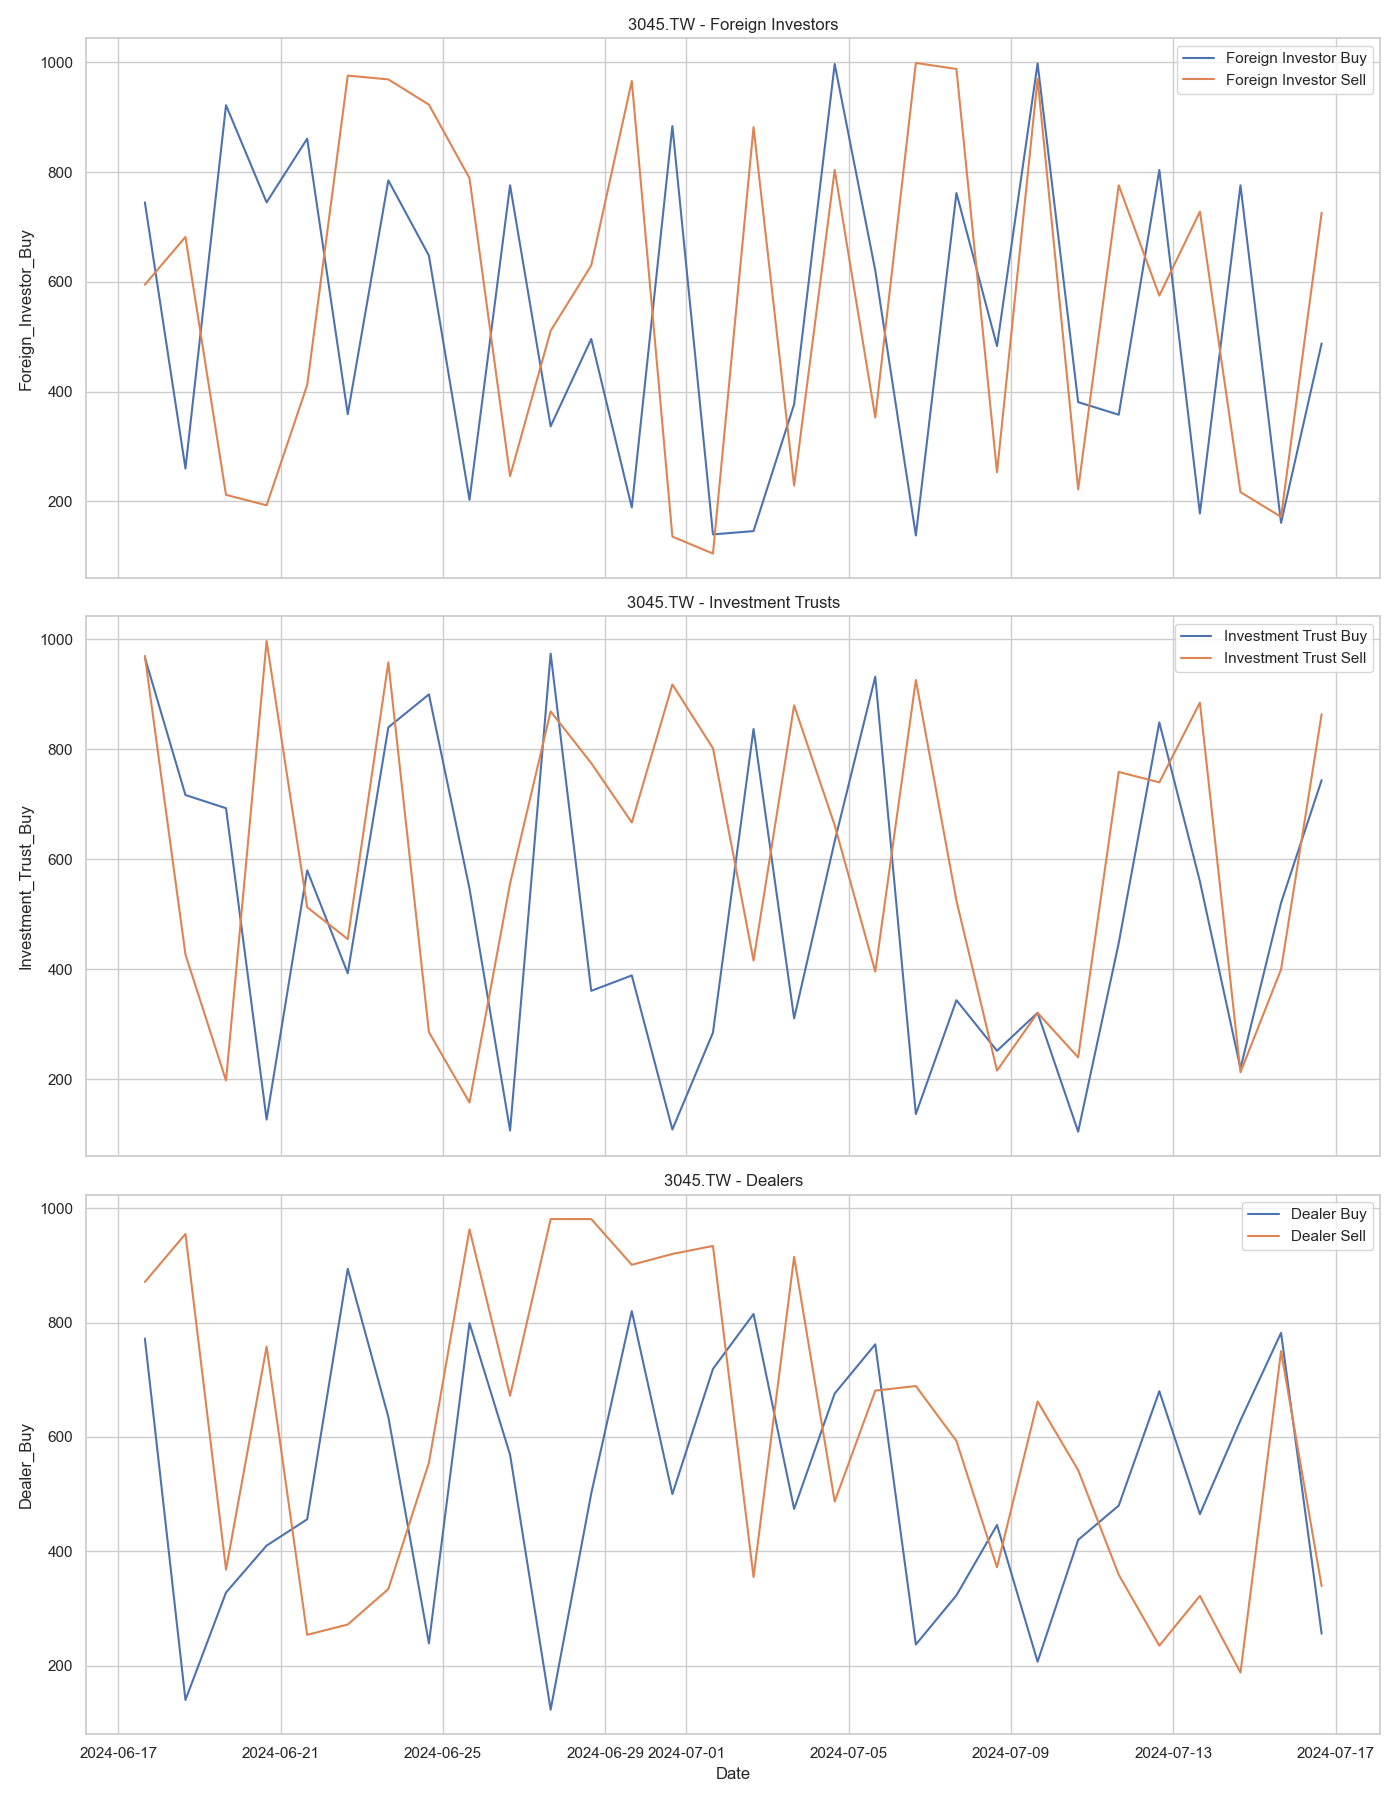 3045.TW - Foreign Investors
Foreign_Investor_Buy
1000
800
600
400
200
Foreign Investor Buy
Foreign Investor Sell
3045.TW - Investment Trusts
Investment_Trust_Buy
1000
800
600
400
200
Investment Trust Buy
Investment Trust Sell
3045.TW - Dealers
Dealer_Buy
1000
800
600
400
200
Dealer Buy
Dealer Sell
2024-06-17 2024-06-21 2024-06-25 2024-06-29 2024-07-01 2024-07-05 2024-07-09 2024-07-13 2024-07-17
Date